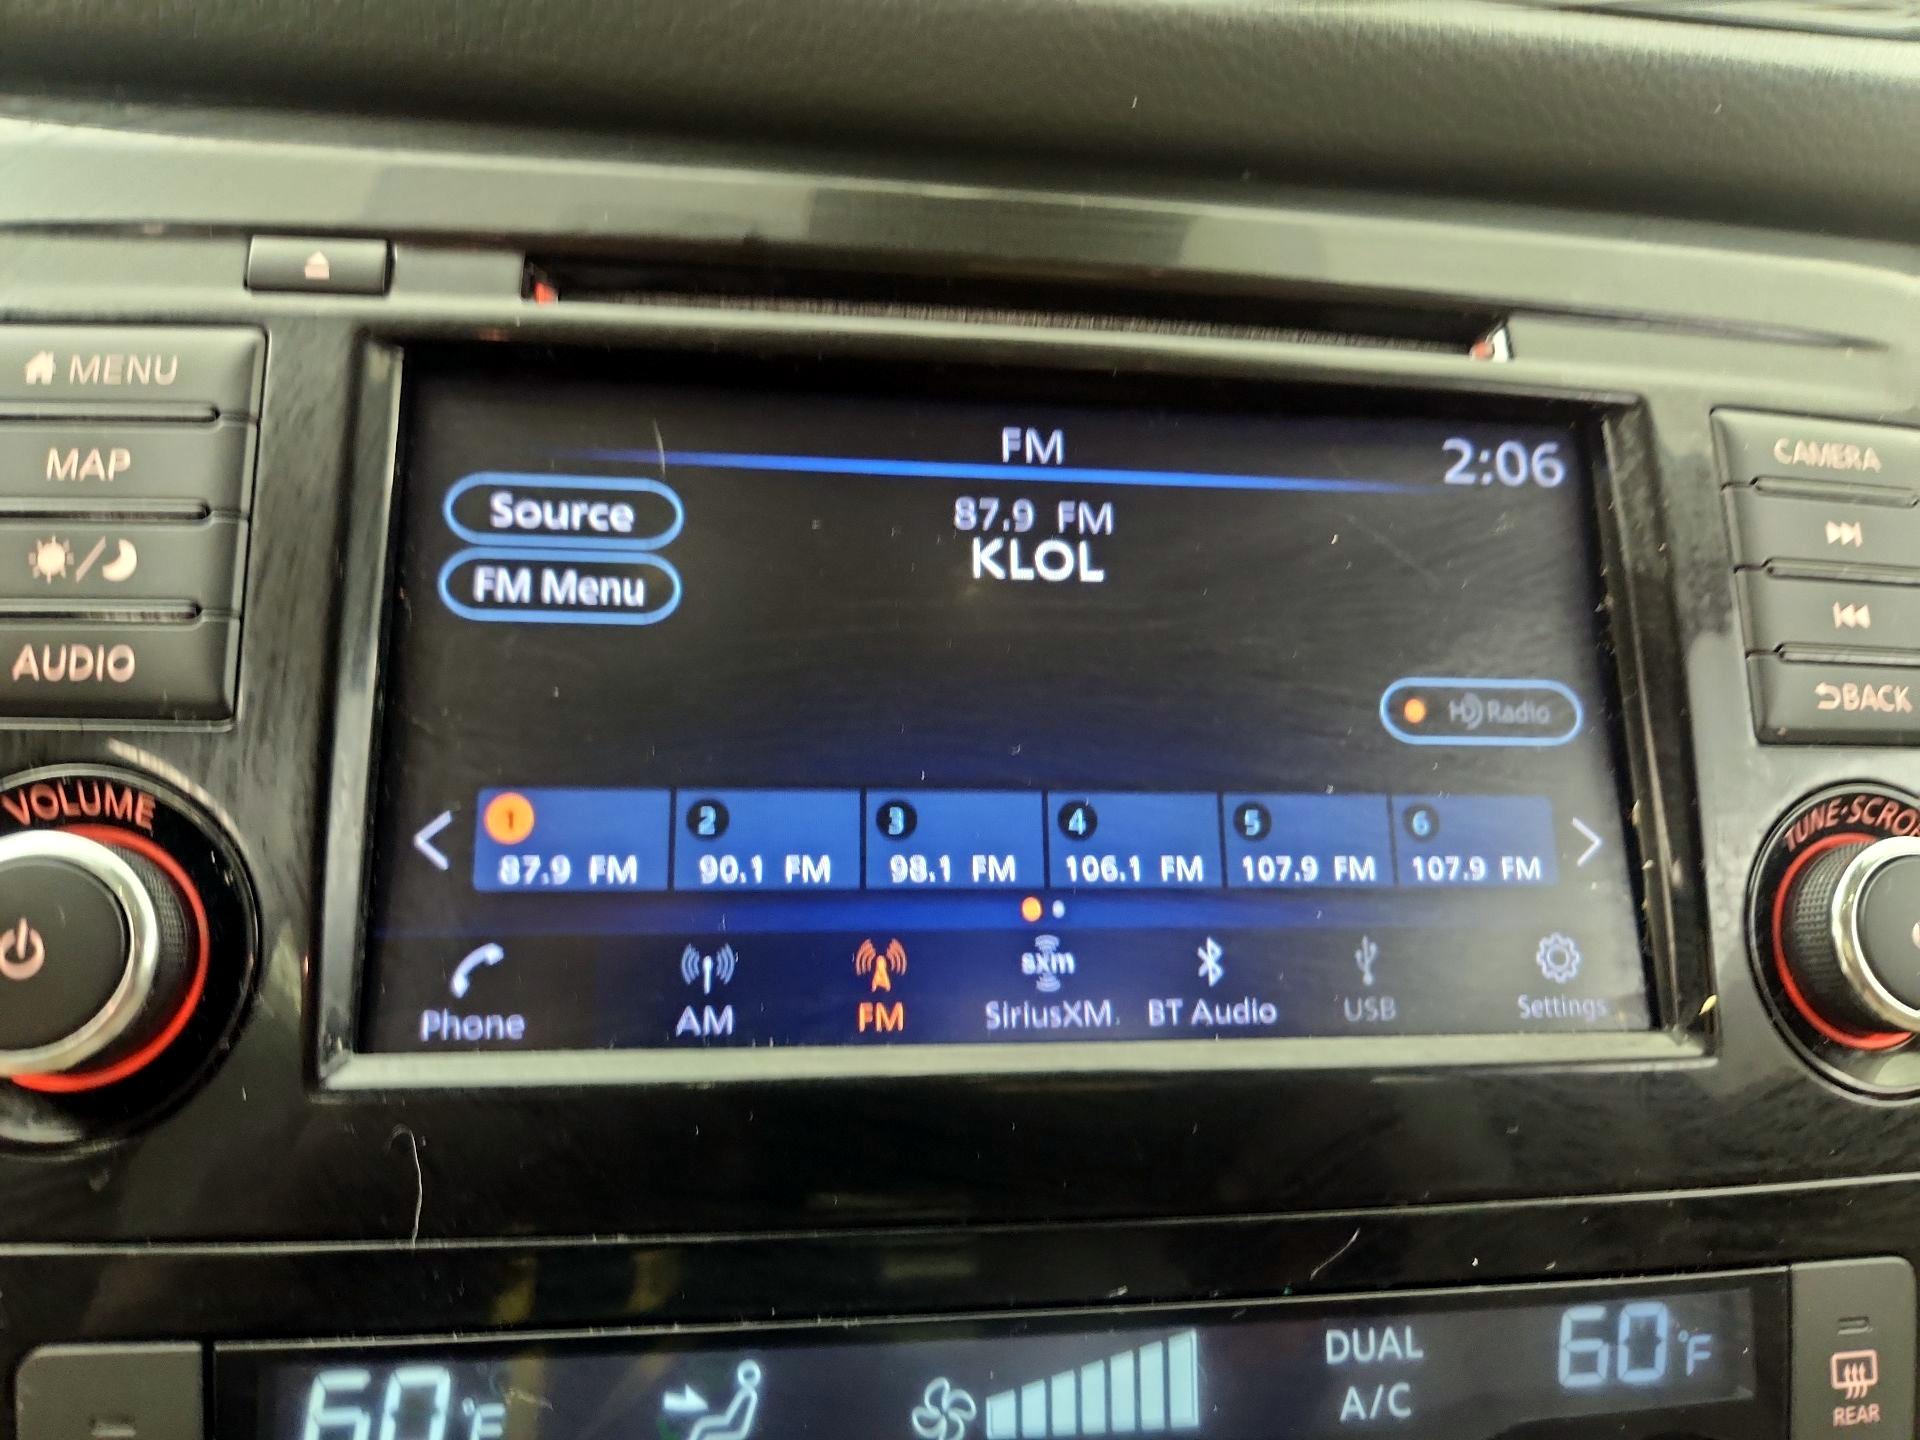 MENU
MAP
AUDIO
VOLUME
FM
2:06
Source
87.9 FM
KLOL
FM Menu
HD Radio
1 2 3 4 5 6
87.9 FM 90.1 FM 98.1 FM 106.1 FM 107.9 FM 107.9 FM
sxm
Phone AM FM SiriusXM. BT Audio USB Settings
CAMERA
BACK
60°F
DUAL
A/C
60°F
REAR